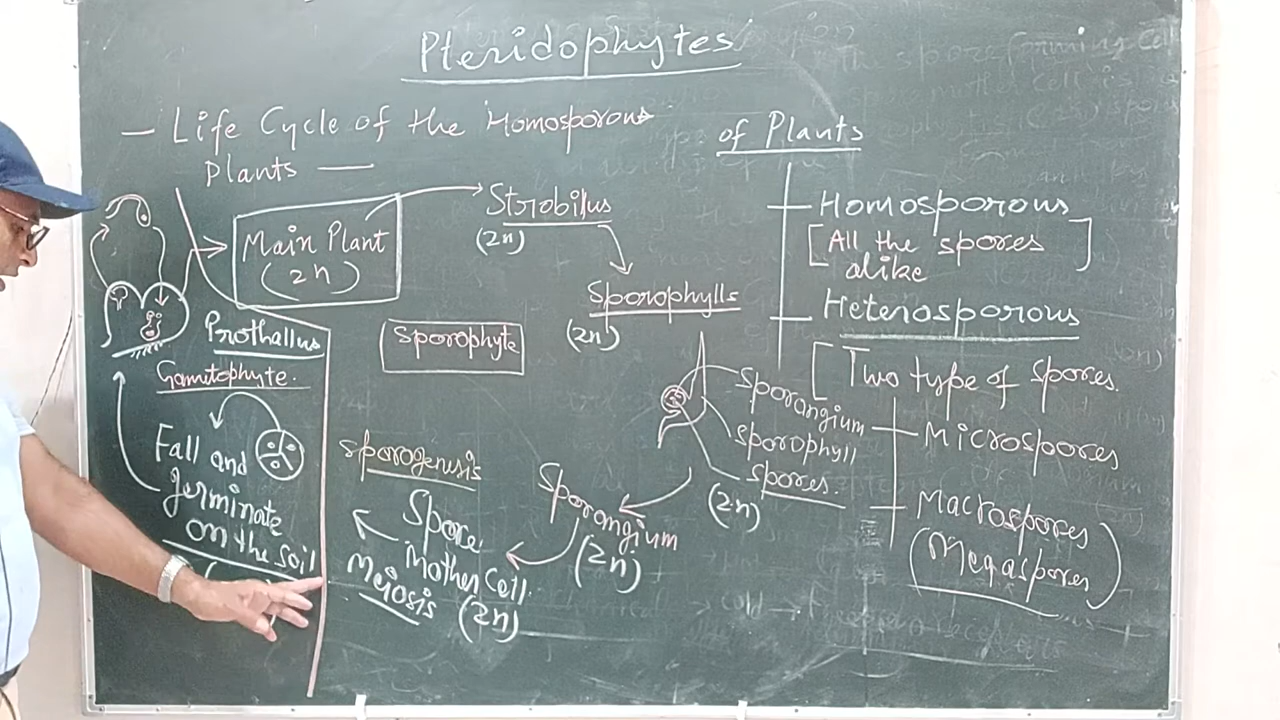 Pteridophytes
— Life Cycle of the Homosporous
Plants —
Main Plant
(2n)
Strobilus
(2n)
Sporophylls
(2n)
Sporophyte
Sporangium
Sporophyll
Spores.
(2n)
Sporangium
(2n)
Spore
Mother Cell.
(2n)
Meiosis
Sporogenesis
Prothallus
Gametophyte.
Fall and
germinate
on the Soil
of Plants
Homosporous
[All the spores
alike]
Heterosporous
[Two type of Spores.
Microspores
Macrospores
(Megaspores)